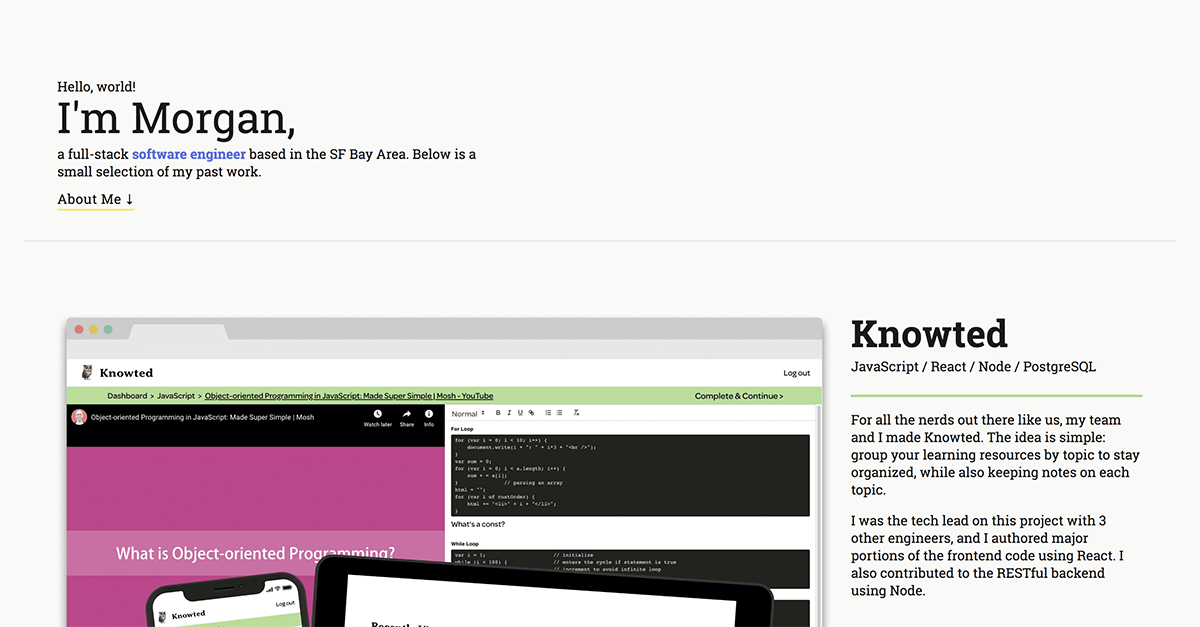 Hello, world!
I'm Morgan,
a full-stack software engineer based in the SF Bay Area. Below is a
small selection of my past work.
About Me ↓
Knowted
Log out
Dashboard > JavaScript > Object-oriented Programming in JavaScript: Made Super Simple | Mosh - YouTube
Complete & Continue >
Object-oriented Programming in JavaScript: Made Super Simple | Mosh
Watch later
Share
Info
What is Object-oriented Programming?
Normal
B I U
For Loop
for (var i = 0; i < 10; i++) {
document.write(i + ": " + i*3 + "<br />");
}
var sum = 0;
for (var i = 0; i < a.length; i++) {
sum + = a[i];
} // parsing an array
html = "";
for (var i of custOrder) {
html += "<li>" + i + "</li>";
}
What's a const?
While Loop
var i = 1; // initialize
while (i < 100) { // enters the cycle if statement is true
// increment to avoid infinite loop
Knowted
Log out
Knowted
JavaScript / React / Node / PostgreSQL
For all the nerds out there like us, my team
and I made Knowted. The idea is simple:
group your learning resources by topic to stay
organized, while also keeping notes on each
topic.
I was the tech lead on this project with 3
other engineers, and I authored major
portions of the frontend code using React. I
also contributed to the RESTful backend
using Node.